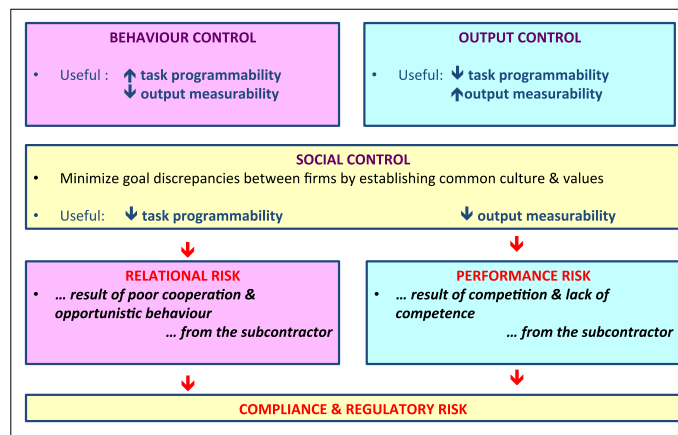 BEHAVIOUR CONTROL
• Useful : ↑ task programmability
↓ output measurability
OUTPUT CONTROL
• Useful: ↓ task programmability
↑output measurability
SOCIAL CONTROL
• Minimize goal discrepancies between firms by establishing common culture & values
• Useful: ↓ task programmability ↓ output measurability
RELATIONAL RISK
• ... result of poor cooperation &
opportunistic behaviour
... from the subcontractor
PERFORMANCE RISK
• ... result of competition & lack of
competence
... from the subcontractor
COMPLIANCE & REGULATORY RISK